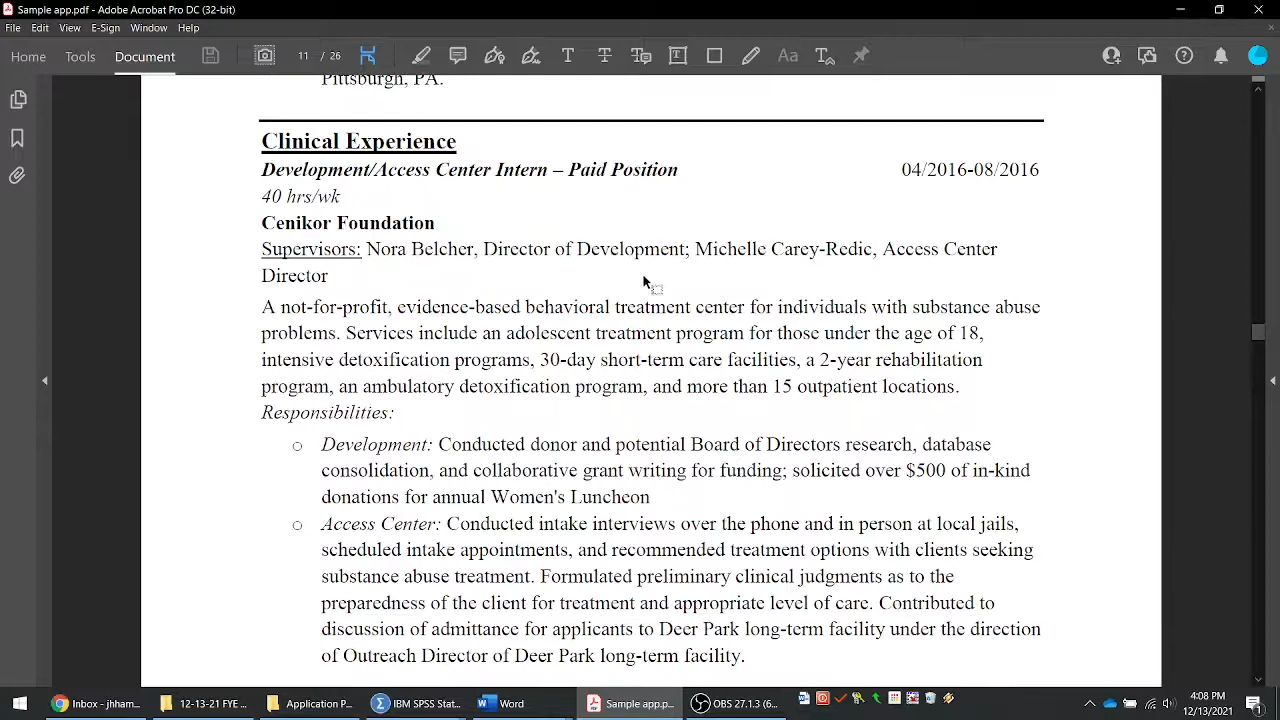 Sample app.pdf - Adobe Acrobat Pro DC (32-bit)
File Edit View E-Sign Window Help
Home Tools Document 11 / 26
Pittsburgh, PA.
Clinical Experience
Development/Access Center Intern – Paid Position 04/2016-08/2016
40 hrs/wk
Cenikor Foundation
Supervisors: Nora Belcher, Director of Development; Michelle Carey-Redic, Access Center
Director
A not-for-profit, evidence-based behavioral treatment center for individuals with substance abuse
problems. Services include an adolescent treatment program for those under the age of 18,
intensive detoxification programs, 30-day short-term care facilities, a 2-year rehabilitation
program, an ambulatory detoxification program, and more than 15 outpatient locations.
Responsibilities:
○ Development: Conducted donor and potential Board of Directors research, database
consolidation, and collaborative grant writing for funding; solicited over $500 of in-kind
donations for annual Women's Luncheon
○ Access Center: Conducted intake interviews over the phone and in person at local jails,
scheduled intake appointments, and recommended treatment options with clients seeking
substance abuse treatment. Formulated preliminary clinical judgments as to the
preparedness of the client for treatment and appropriate level of care. Contributed to
discussion of admittance for applicants to Deer Park long-term facility under the direction
of Outreach Director of Deer Park long-term facility.
Inbox - jhham... 12-13-21 FYE ... Application P... IBM SPSS Stat... Word Sample app.p... OBS 27.1.3 (6... 4:08 PM
12/13/2021